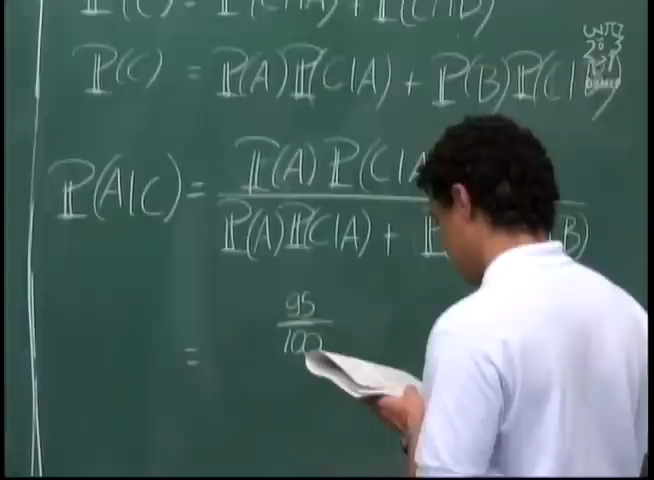 P(C) = P(C∩A) + P(C∩B)
P(C) = P(A)P(C|A) + P(B)P(C|B)
P(A|C) = P(A)P(C|A
P(A)P(C|A) + P B)
95
100
=